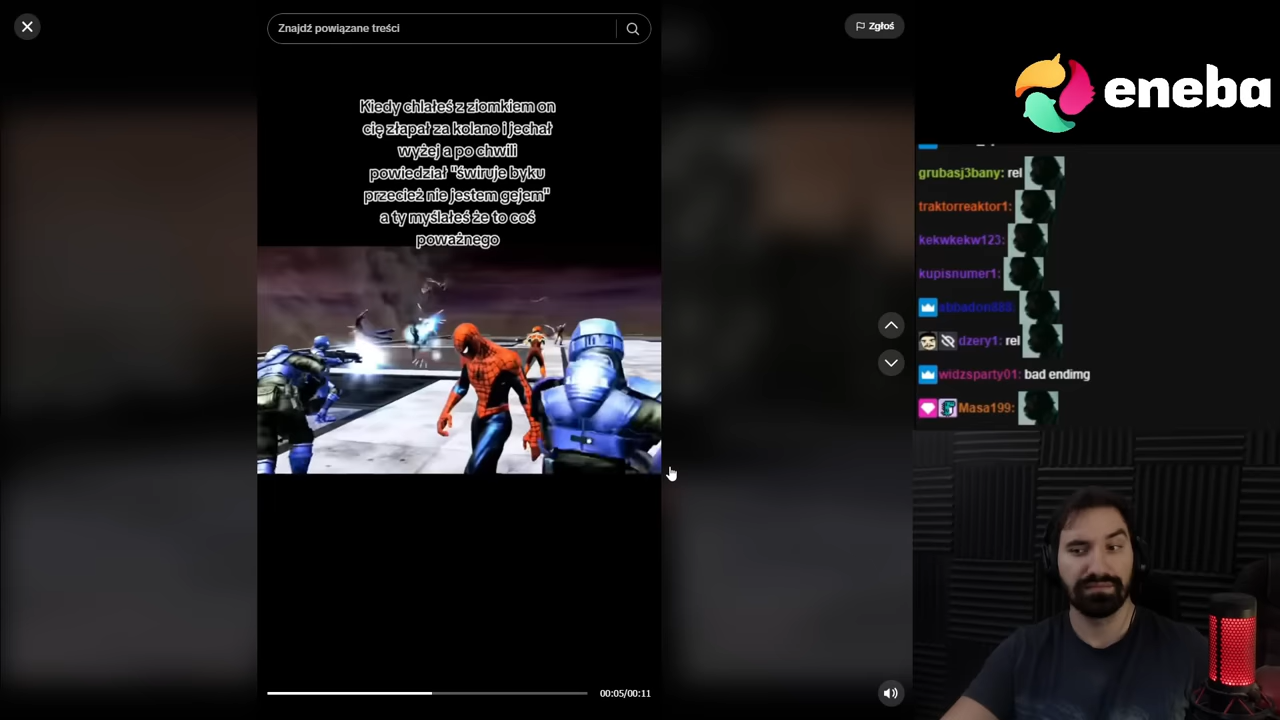 Znajdź powiązane treści
Zgłoś
Kiedy chlałeś z ziomkiem on
cię złapał za kolano i jechał
wyżej a po chwili
powiedział "świruje byku
przecież nie jestem gejem"
a ty myślałeś że to coś
poważnego
00:05/00:11
eneba
grubasj3bany: rel
traktorreaktor1:
kekwkekw123:
kupisnumer1:
abbadon888:
dzery1: rel
widzsparty01: bad endimg
Masa199: